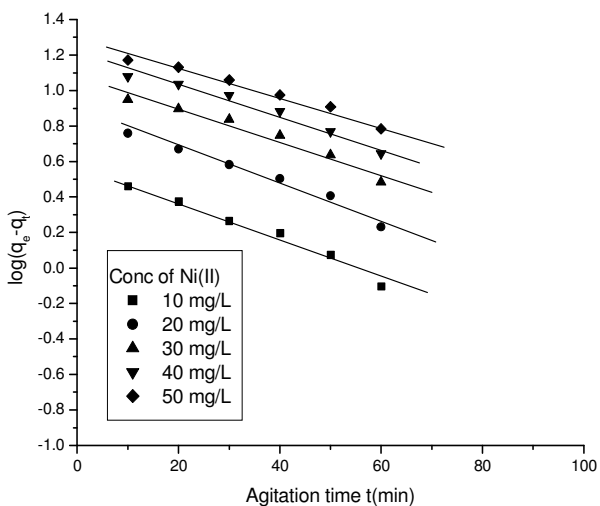 1.4
1.2
1.0
0.8
0.6
0.4
0.2
0.0
-0.2
-0.4
-0.6
-0.8
-1.0
log(qe-qt)
Conc of Ni(II)
10 mg/L
20 mg/L
30 mg/L
40 mg/L
50 mg/L
0 20 40 60 80 100
Agitation time t(min)